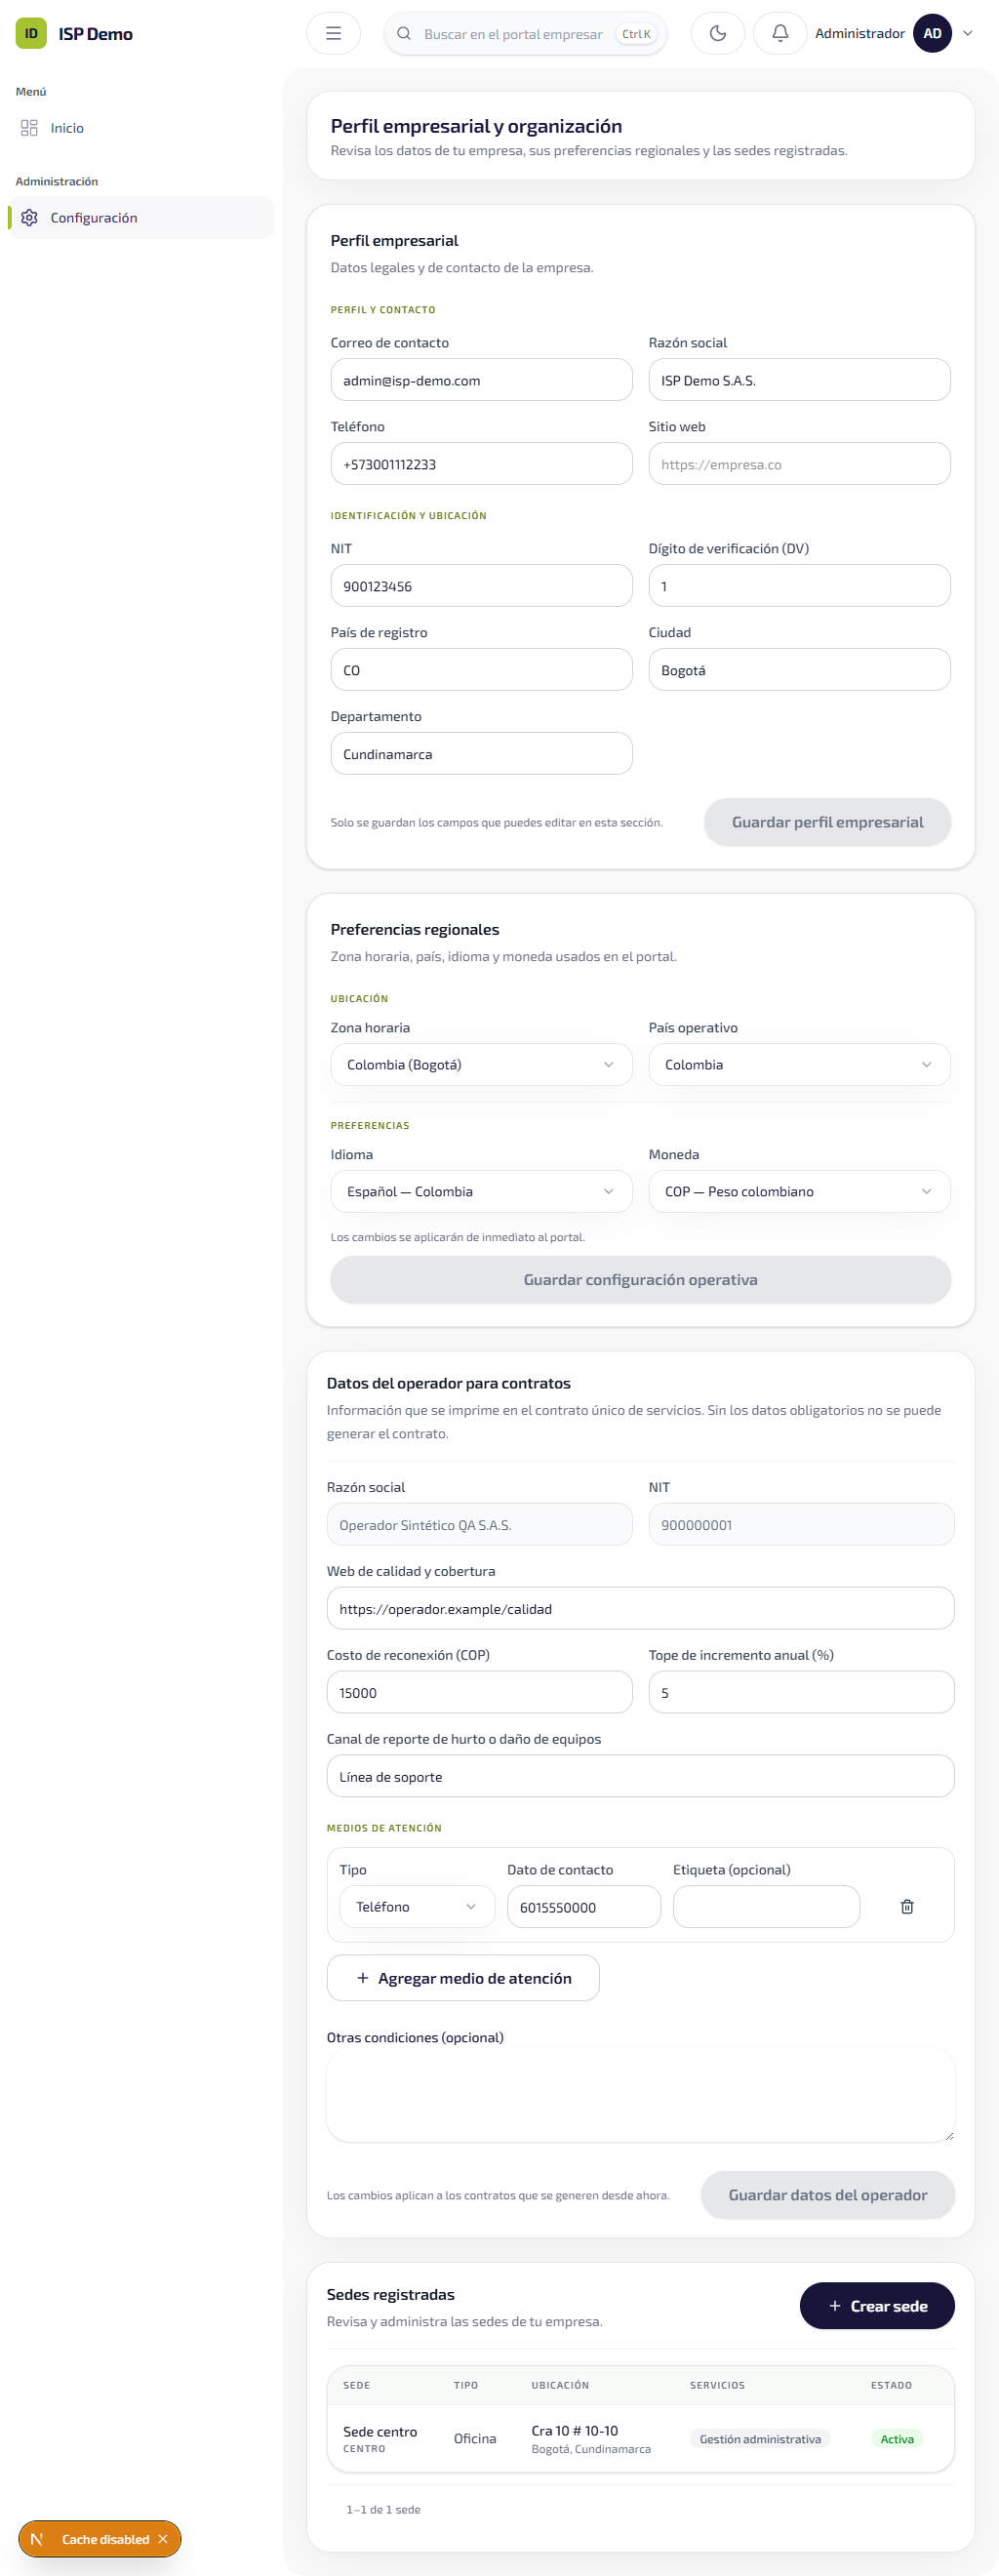 ID ISP Demo
Buscar en el portal empresar Ctrl K
Administrador AD
Menú
Inicio
Administración
Configuración
Perfil empresarial y organización
Revisa los datos de tu empresa, sus preferencias regionales y las sedes registradas.
Perfil empresarial
Datos legales y de contacto de la empresa.
PERFIL Y CONTACTO
Correo de contacto Razón social
admin@isp-demo.com ISP Demo S.A.S.
Teléfono Sitio web
+573001112233 https://empresa.co
IDENTIFICACIÓN Y UBICACIÓN
NIT Dígito de verificación (DV)
900123456 1
País de registro Ciudad
CO Bogotá
Departamento
Cundinamarca
Solo se guardan los campos que puedes editar en esta sección. Guardar perfil empresarial
Preferencias regionales
Zona horaria, país, idioma y moneda usados en el portal.
UBICACIÓN
Zona horaria País operativo
Colombia (Bogotá) Colombia
PREFERENCIAS
Idioma Moneda
Español — Colombia COP — Peso colombiano
Los cambios se aplicarán de inmediato al portal.
Guardar configuración operativa
Datos del operador para contratos
Información que se imprime en el contrato único de servicios. Sin los datos obligatorios no se puede
generar el contrato.
Razón social NIT
Operador Sintético QA S.A.S. 900000001
Web de calidad y cobertura
https://operador.example/calidad
Costo de reconexión (COP) Tope de incremento anual (%)
15000 5
Canal de reporte de hurto o daño de equipos
Línea de soporte
MEDIOS DE ATENCIÓN
Tipo Dato de contacto Etiqueta (opcional)
Teléfono 6015550000
+ Agregar medio de atención
Otras condiciones (opcional)
Los cambios aplican a los contratos que se generen desde ahora. Guardar datos del operador
Sedes registradas
Revisa y administra las sedes de tu empresa.
+ Crear sede
SEDE TIPO UBICACIÓN SERVICIOS ESTADO
Sede centro Oficina Cra 10 # 10-10 Gestión administrativa Activa
CENTRO Bogotá, Cundinamarca
1–1 de 1 sede
N Cache disabled